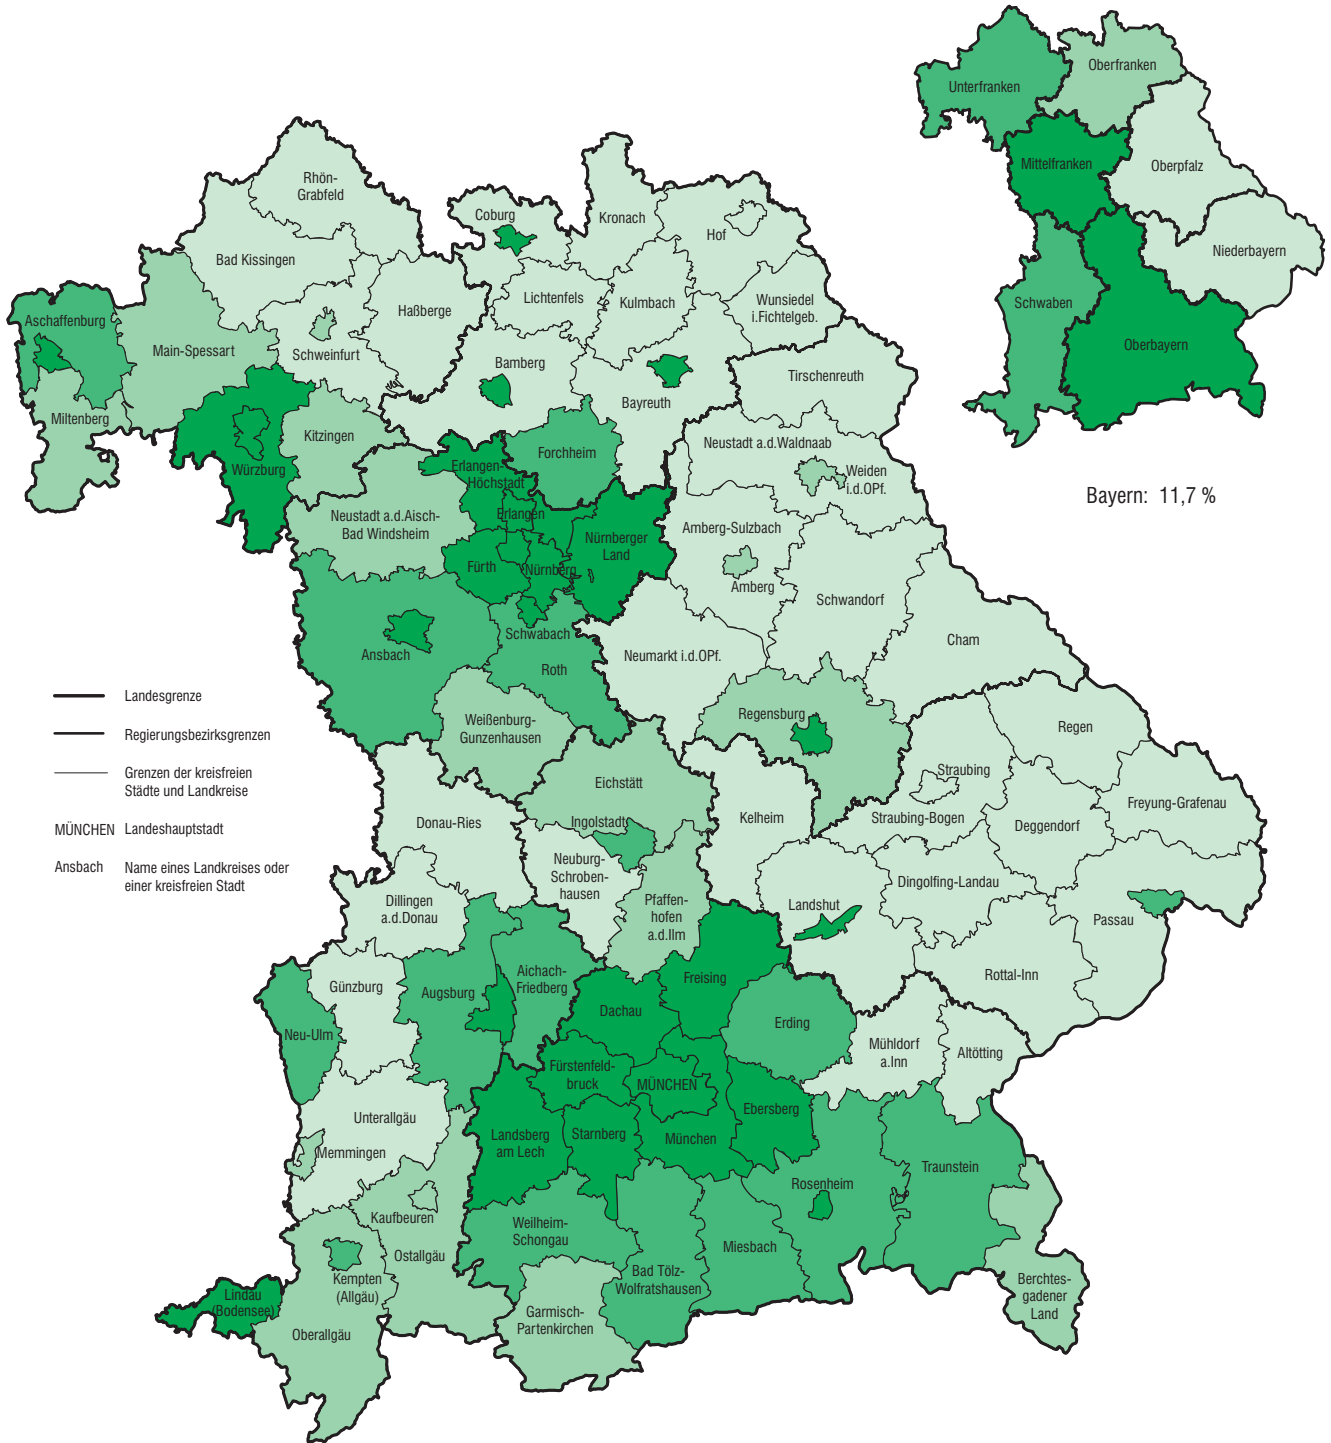 Oberfranken
Unterfranken
Mittelfranken
Oberpfalz
Niederbayern
Schwaben
Oberbayern
Bayern: 11,7 %
Rhön-
Grabfeld
Coburg
Kronach
Hof
Bad Kissingen
Lichtenfels
Kulmbach
Wunsiedel
i.Fichtelgeb.
Haßberge
Aschaffenburg
Main-Spessart
Schweinfurt
Bamberg
Tirschenreuth
Bayreuth
Miltenberg
Kitzingen
Neustadt a.d.Waldnaab
Forchheim
Würzburg
Erlangen-
Höchstadt
Weiden
i.d.OPf.
Neustadt a.d.Aisch-
Bad Windsheim
Erlangen
Amberg-Sulzbach
Nürnberger
Land
Fürth
Nürnberg
Amberg
Schwandorf
Schwabach
Cham
Ansbach
Neumarkt i.d.OPf.
Roth
Landesgrenze
Regierungsbezirksgrenzen
Grenzen der kreisfreien
Städte und Landkreise
MÜNCHEN Landeshauptstadt
Ansbach Name eines Landkreises oder
einer kreisfreien Stadt
Weißenburg-
Gunzenhausen
Regensburg
Regen
Eichstätt
Straubing
Freyung-Grafenau
Donau-Ries
Ingolstadt
Kelheim
Straubing-Bogen
Deggendorf
Neuburg-
Schroben-
hausen
Dingolfing-Landau
Dillingen
a.d.Donau
Pfaffen-
hofen
a.d.Ilm
Landshut
Passau
Aichach-
Friedberg
Rottal-Inn
Günzburg
Augsburg
Freising
Dachau
Erding
Neu-Ulm
Mühldorf
a.Inn
Altötting
Fürstenfeld-
bruck
MÜNCHEN
Ebersberg
Unterallgäu
Landsberg
am Lech
Starnberg
München
Memmingen
Traunstein
Rosenheim
Kaufbeuren
Weilheim-
Schongau
Ostallgäu
Miesbach
Kempten
(Allgäu)
Bad Tölz-
Wolfratshausen
Berchtes-
gadener
Land
Lindau
(Bodensee)
Garmisch-
Partenkirchen
Oberallgäu